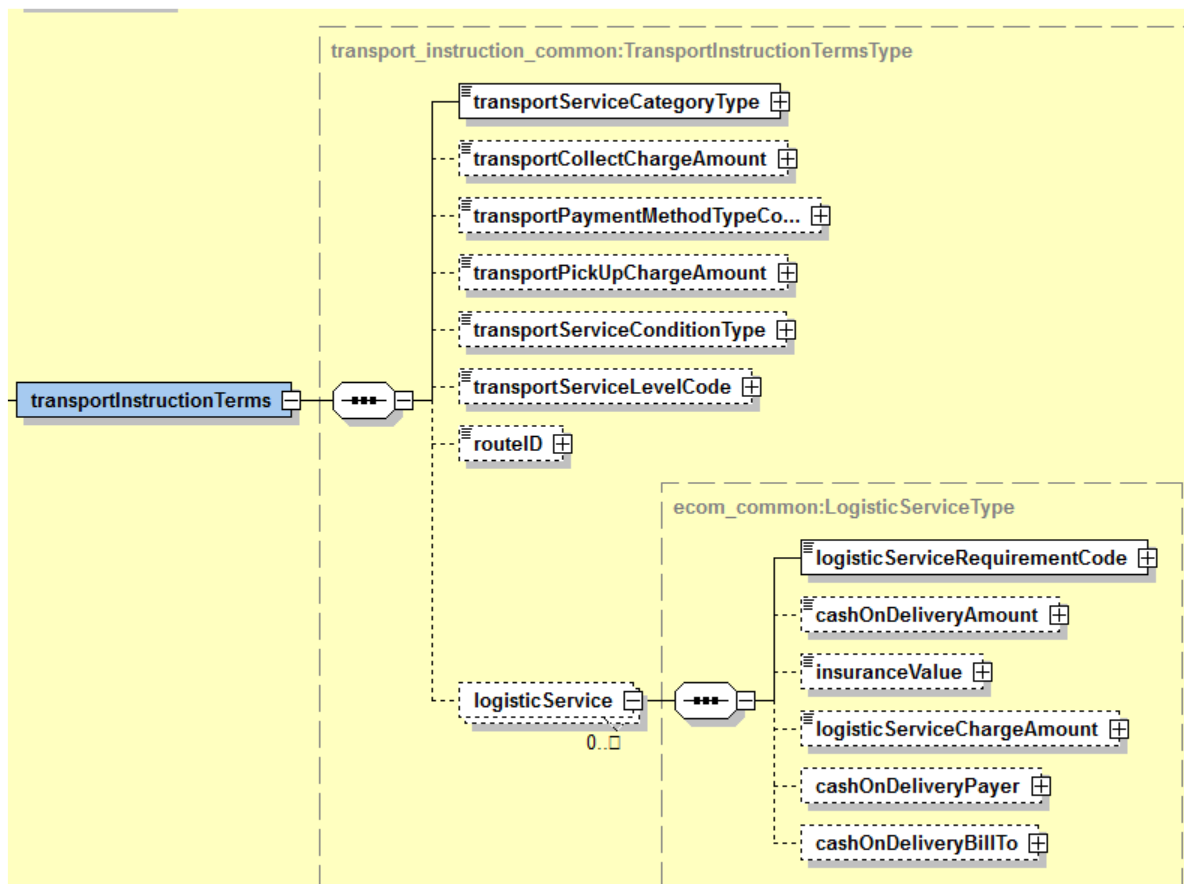 transport_instruction_common:TransportInstructionTermsType
transportServiceCategoryType
transportCollectChargeAmount
transportPaymentMethodTypeCo...
transportPickUpChargeAmount
transportServiceConditionType
transportServiceLevelCode
transportInstructionTerms
routeID
ecom_common:LogisticServiceType
logisticServiceRequirementCode
cashOnDeliveryAmount
insuranceValue
logisticService
0..□
logisticServiceChargeAmount
cashOnDeliveryPayer
cashOnDeliveryBillTo